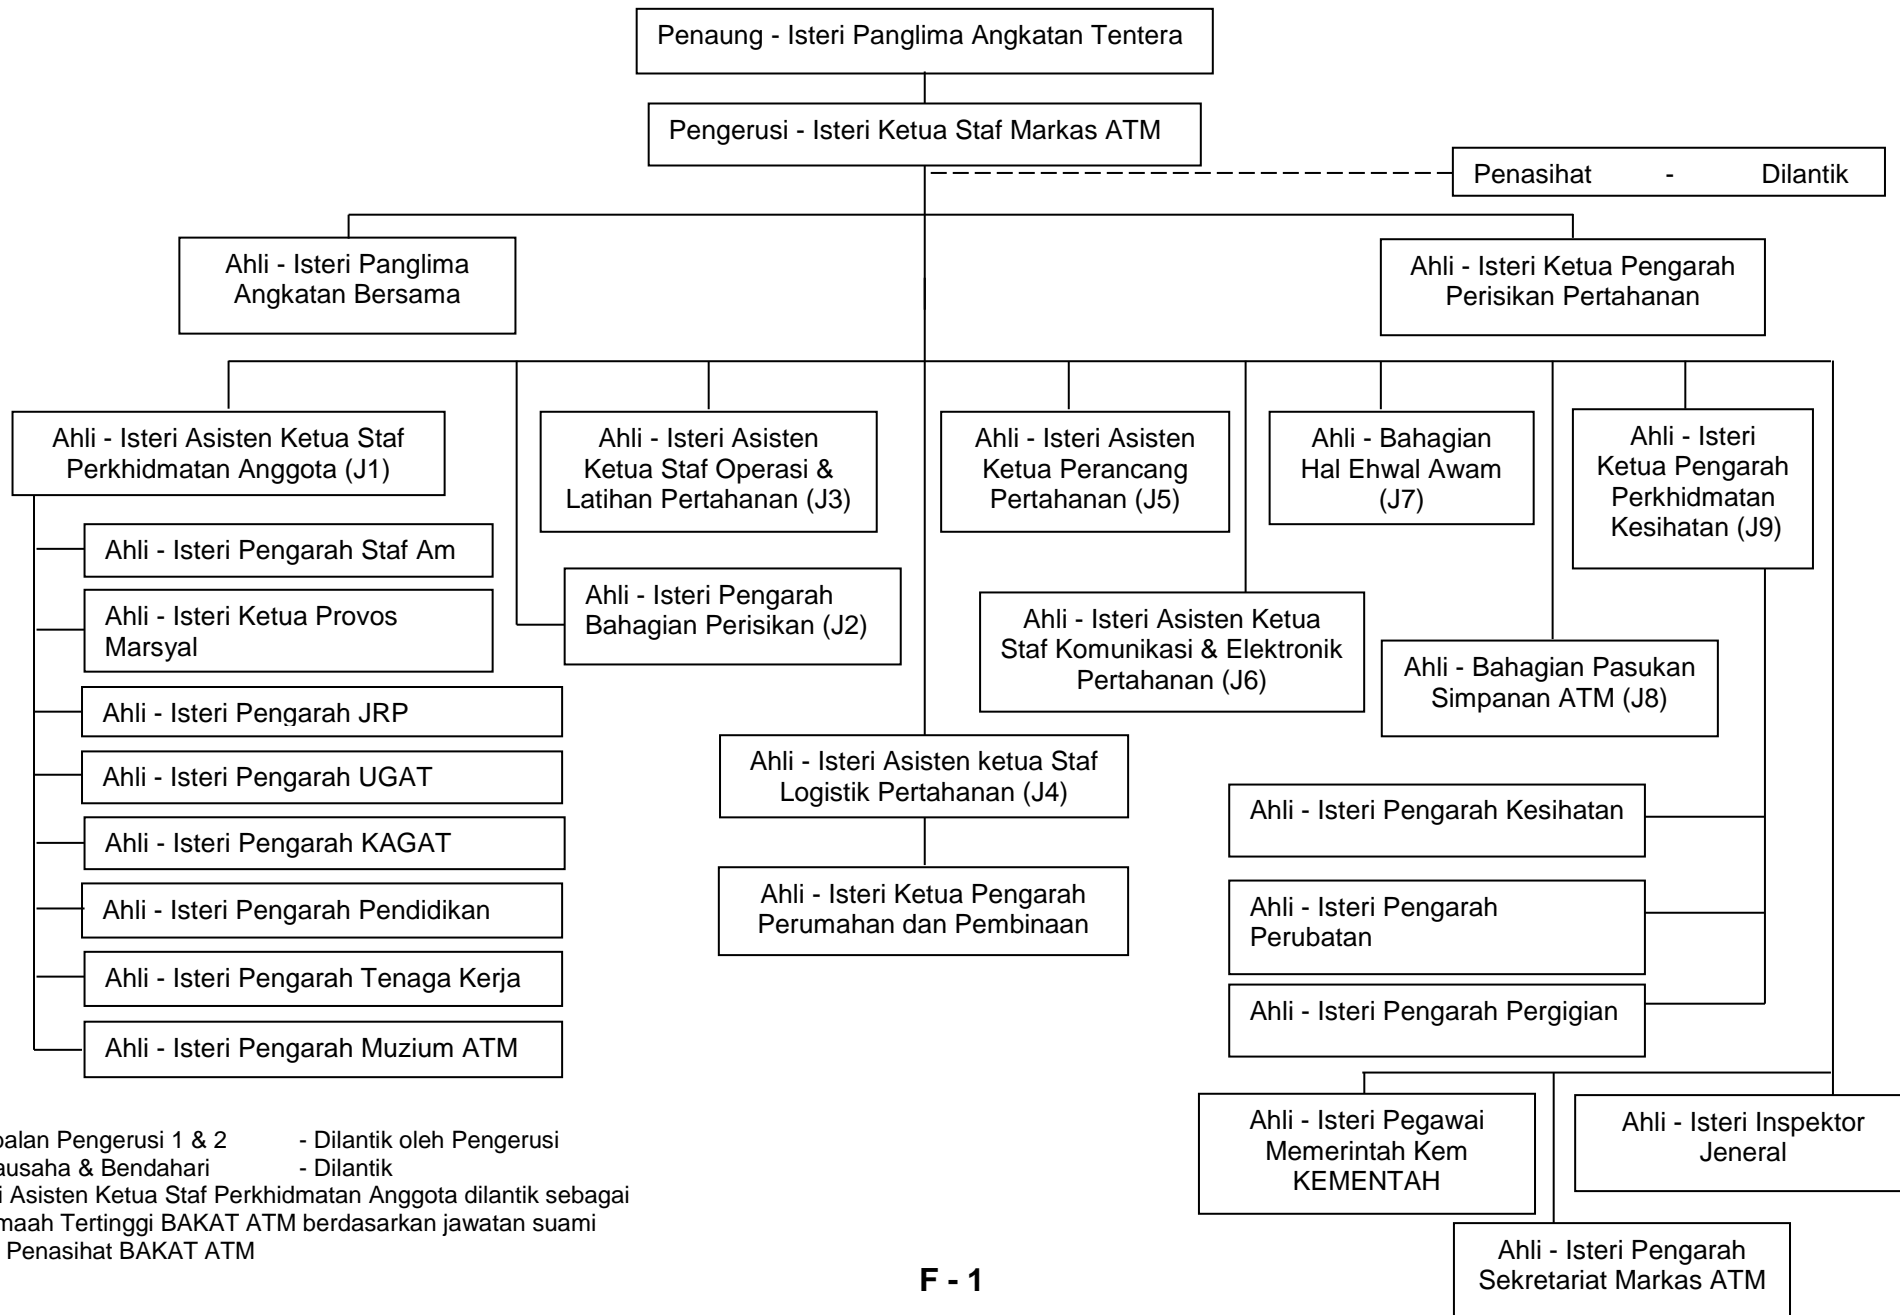 Penaung - Isteri Panglima Angkatan Tentera
Pengerusi - Isteri Ketua Staf Markas ATM
Penasihat - Dilantik
Ahli - Isteri Panglima
Angkatan Bersama
Ahli - Isteri Ketua Pengarah
Perisikan Pertahanan
Ahli - Isteri Asisten Ketua Staf
Perkhidmatan Anggota (J1)
Ahli - Isteri Asisten
Ketua Staf Operasi &
Latihan Pertahanan (J3)
Ahli - Isteri Asisten
Ketua Perancang
Pertahanan (J5)
Ahli - Bahagian
Hal Ehwal Awam
(J7)
Ahli - Isteri
Ketua Pengarah
Perkhidmatan
Kesihatan (J9)
Ahli - Isteri Pengarah Staf Am
Ahli - Isteri Ketua Provos
Marsyal
Ahli - Isteri Pengarah JRP
Ahli - Isteri Pengarah UGAT
Ahli - Isteri Pengarah KAGAT
Ahli - Isteri Pengarah Pendidikan
Ahli - Isteri Pengarah Tenaga Kerja
Ahli - Isteri Pengarah Muzium ATM
Ahli - Isteri Pengarah
Bahagian Perisikan (J2)
Ahli - Isteri Asisten Ketua
Staf Komunikasi & Elektronik
Pertahanan (J6)
Ahli - Bahagian Pasukan
Simpanan ATM (J8)
Ahli - Isteri Asisten ketua Staf
Logistik Pertahanan (J4)
Ahli - Isteri Ketua Pengarah
Perumahan dan Pembinaan
Ahli - Isteri Pengarah Kesihatan
Ahli - Isteri Pengarah
Perubatan
Ahli - Isteri Pengarah Pergigian
Ahli - Isteri Pegawai
Memerintah Kem
KEMENTAH
Ahli - Isteri Inspektor
Jeneral
Ahli - Isteri Pengarah
Sekretariat Markas ATM
Pengerusi 1 & 2 - Dilantik oleh Pengerusi
& Bendahari - Dilantik
Asisten Ketua Staf Perkhidmatan Anggota dilantik sebagai
Tertinggi BAKAT ATM berdasarkan jawatan suami
Penasihat BAKAT ATM
F - 1